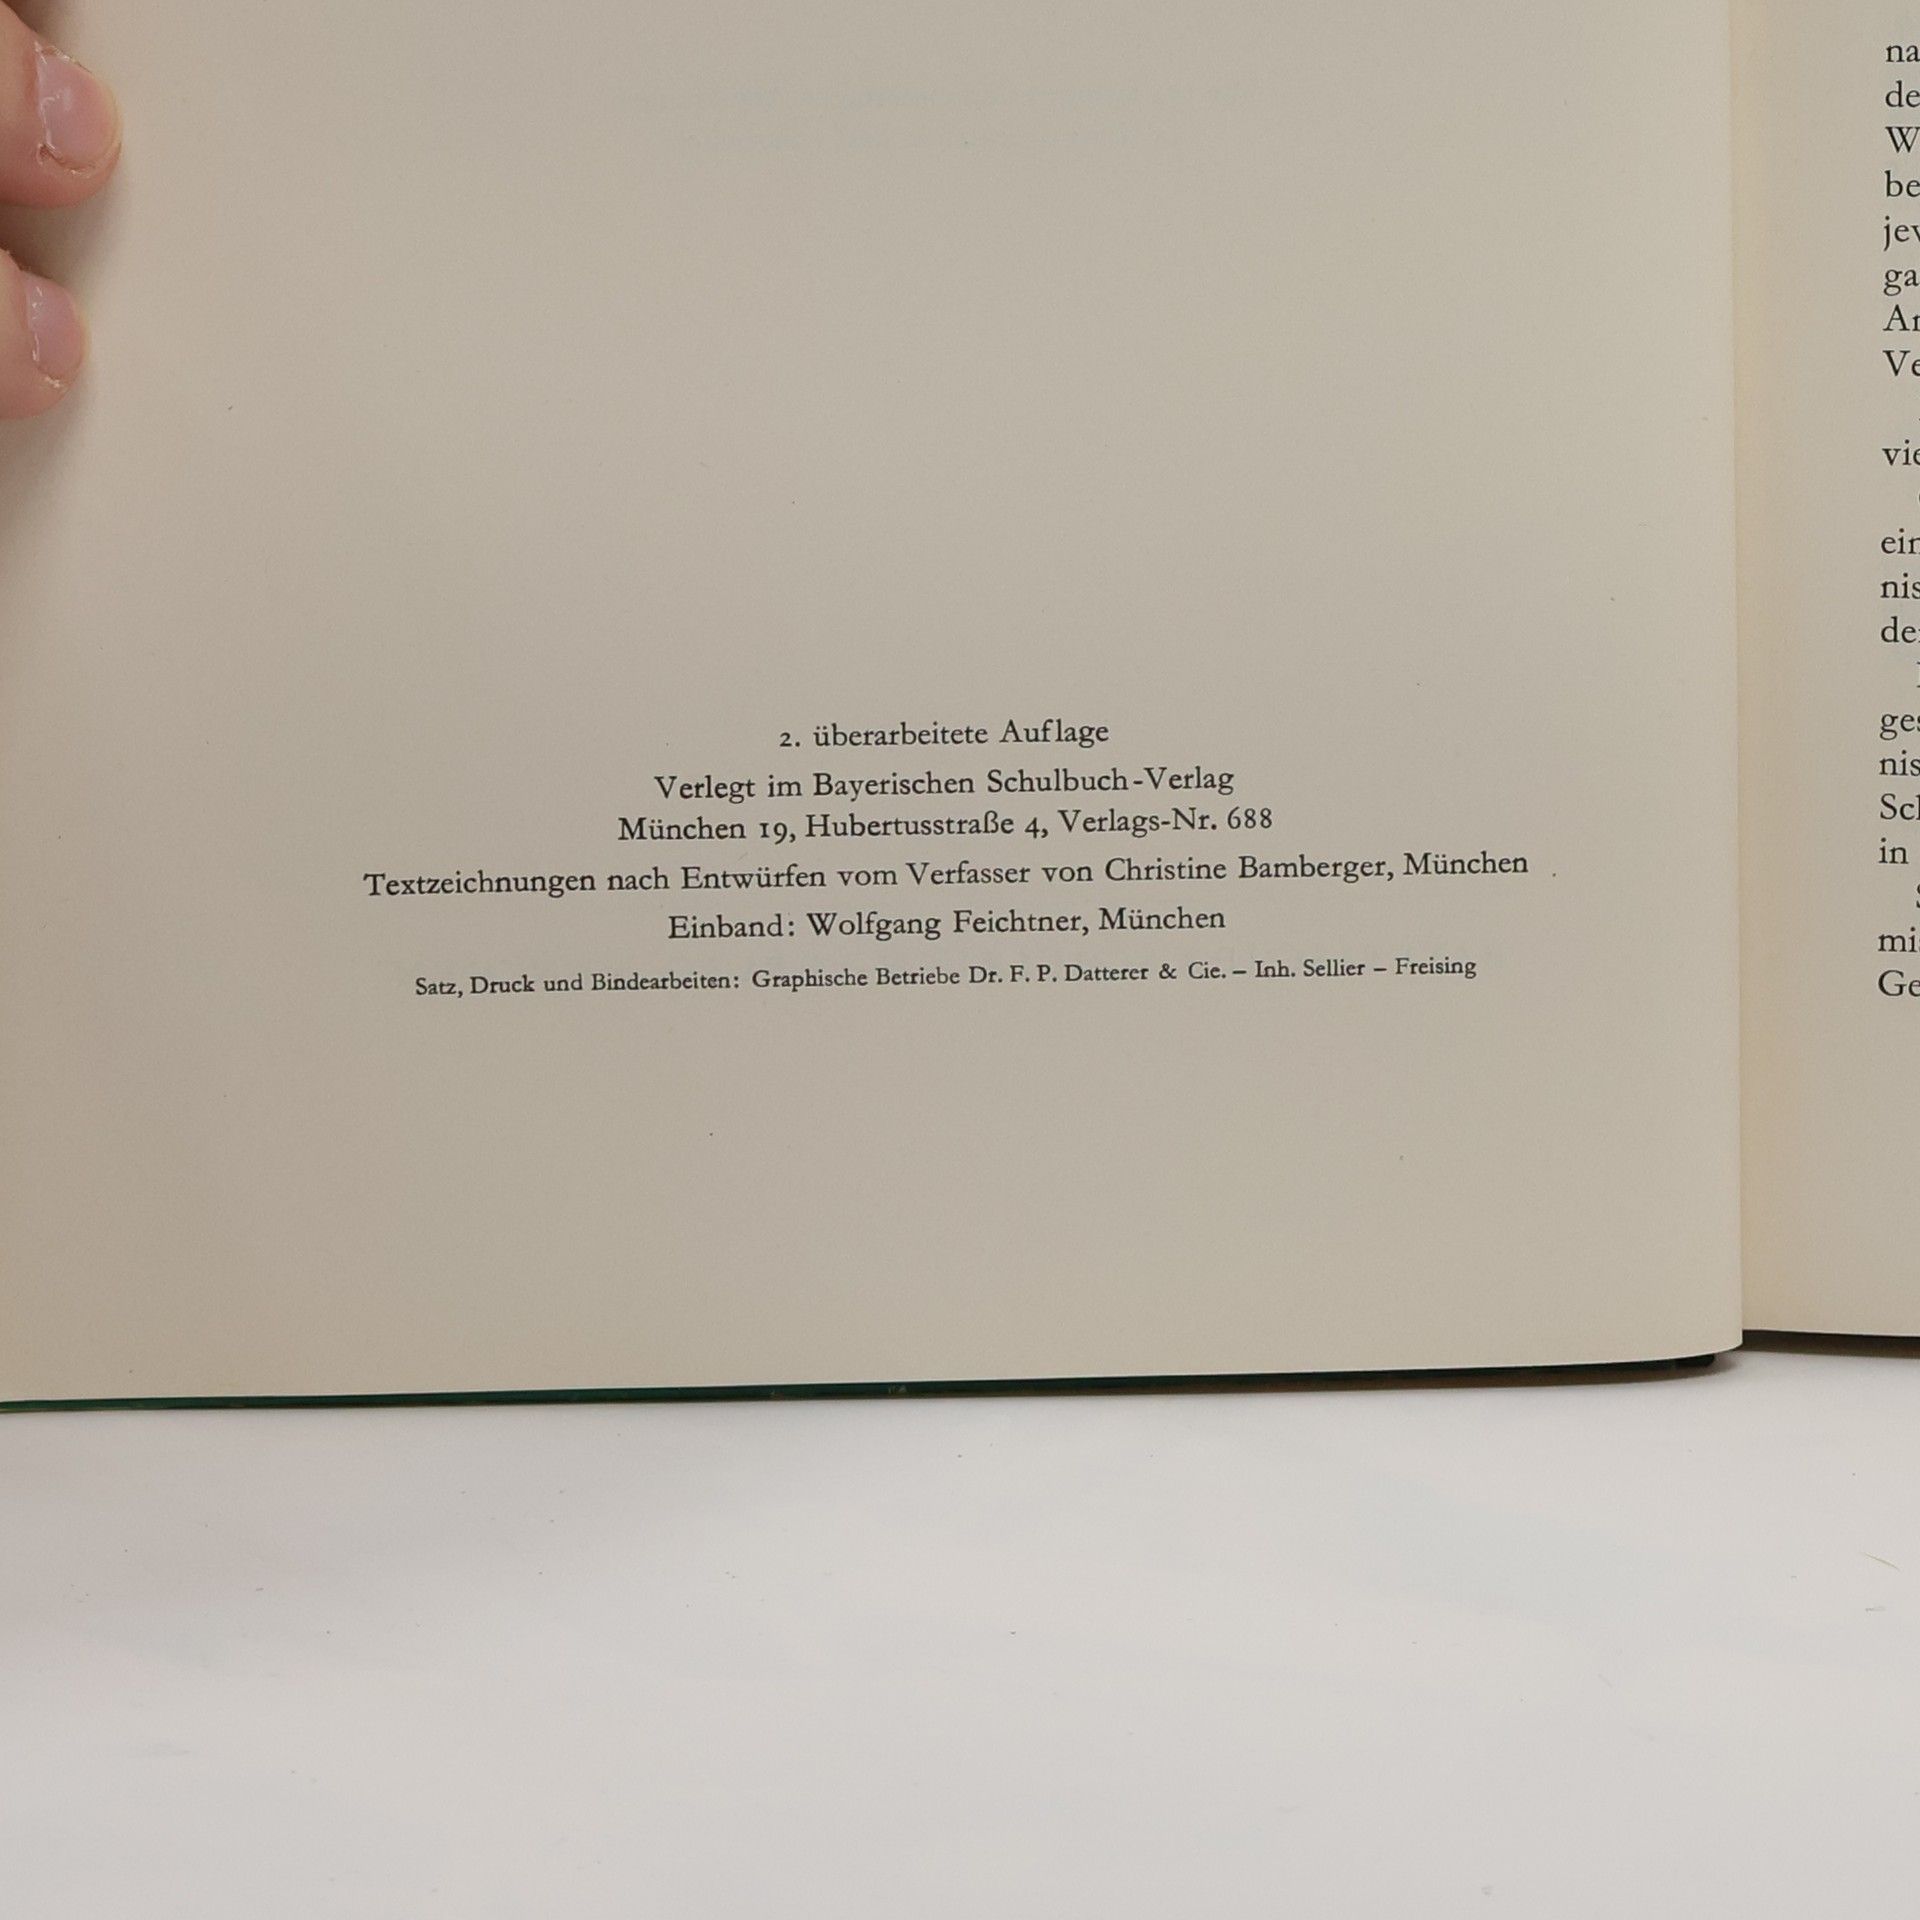 2. überarbeitete Auflage
Verlegt im Bayerischen Schulbuch-Verlag
München 19, Hubertusstraße 4, Verlags-Nr. 688
Textzeichnungen nach Entwürfen vom Verfasser von Christine Bamberger, München
Einband: Wolfgang Feichtner, München
Satz, Druck und Bindearbeiten: Graphische Betriebe Dr. F. P. Datterer & Cie. – Inh. Sellier – Freising